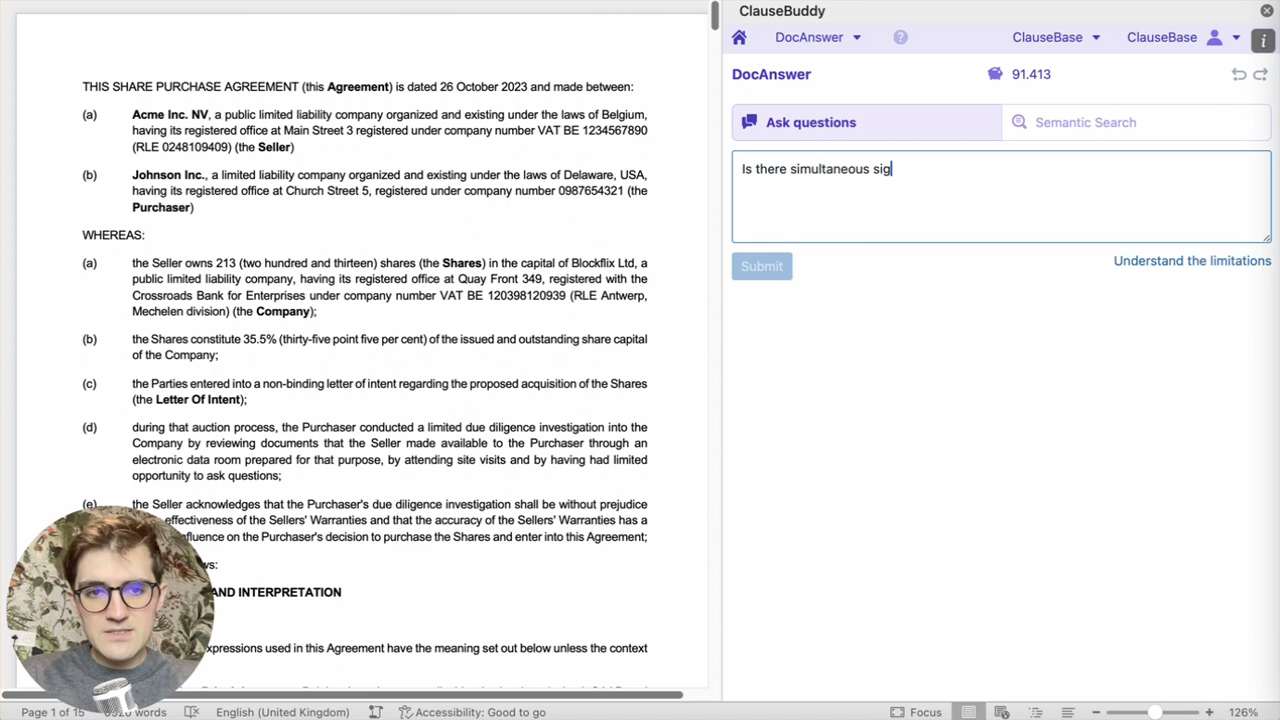 THIS SHARE PURCHASE AGREEMENT (this Agreement) is dated 26 October 2023 and made between:
(a) Acme Inc. NV, a public limited liability company organized and existing under the laws of Belgium,
having its registered office at Main Street 3 registered under company number VAT BE 1234567890
(RLE 0248109409) (the Seller)
(b) Johnson Inc., a limited liability company organized and existing under the laws of Delaware, USA,
having its registered office at Church Street 5, registered under company number 0987654321 (the
Purchaser)
WHEREAS:
(a) the Seller owns 213 (two hundred and thirteen) shares (the Shares) in the capital of Blockflix Ltd, a
public limited liability company, having its registered office at Quay Front 349, registered with the
Crossroads Bank for Enterprises under company number VAT BE 120398120939 (RLE Antwerp,
Mechelen division) (the Company);
(b) the Shares constitute 35.5% (thirty-five point five per cent) of the issued and outstanding share capital
of the Company;
(c) the Parties entered into a non-binding letter of intent regarding the proposed acquisition of the Shares
(the Letter Of Intent);
(d) during that auction process, the Purchaser conducted a limited due diligence investigation into the
Company by reviewing documents that the Seller made available to the Purchaser through an
electronic data room prepared for that purpose, by attending site visits and by having had limited
opportunity to ask questions;
(e) the Seller acknowledges that the Purchaser's due diligence investigation shall be without prejudice
effectiveness of the Sellers' Warranties and that the accuracy of the Sellers' Warranties has a
on the Purchaser's decision to purchase the Shares and enter into this Agreement;
AND INTERPRETATION
expressions used in this Agreement have the meaning set out below unless the context
Page 1 of 15 words English (United Kingdom) Accessibility: Good to go Focus 126%
ClauseBuddy
DocAnswer ? ClauseBase ClauseBase i
DocAnswer 91.413
Ask questions Semantic Search
Is there simultaneous sig
Submit Understand the limitations